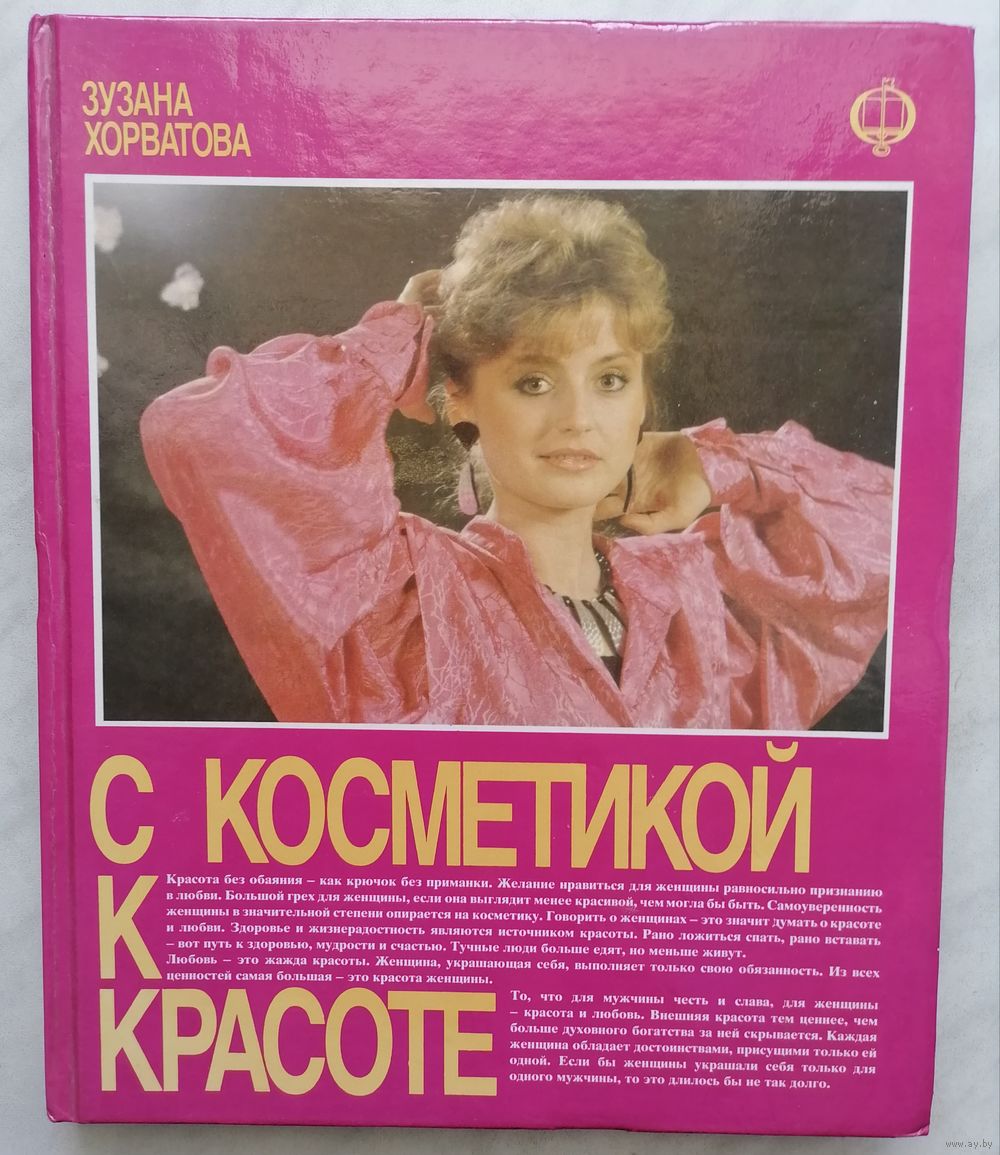 ЗУЗАНА
ХОРВАТОВА
С КОСМЕТИКОЙ
К
КРАСОТЕ
Красота без обаяния – как крючок без приманки. Желание нравиться для женщины равносильно признанию
в любви. Большой грех для женщины, если она выглядит менее красивой, чем могла бы быть. Самоуверенность
женщины в значительной степени опирается на косметику. Говорить о женщинах – это значит думать о красоте
и любви. Здоровье и жизнерадость являются источником красоты. Рано ложиться спать, рано вставать
– вот путь к здоровью, мудрости и счастью. Тучные люди больше едят, но меньше живут.
Любовь – это жажда красоты. Женщина, украшающая себя, выполняет только свою обязанность. Из всех
ценностей самая большая – это красота женщины.
То, что для мужчины честь и слава, для женщины
– красота и любовь. Внешняя красота тем ценнее, чем
больше духовного богатства за ней скрывается. Каждая
женщина обладает достоинствами, присущими только ей
одной. Если бы женщины украшали себя только для
одного мужчины, то это длилось бы не так долго.
www.ay.by